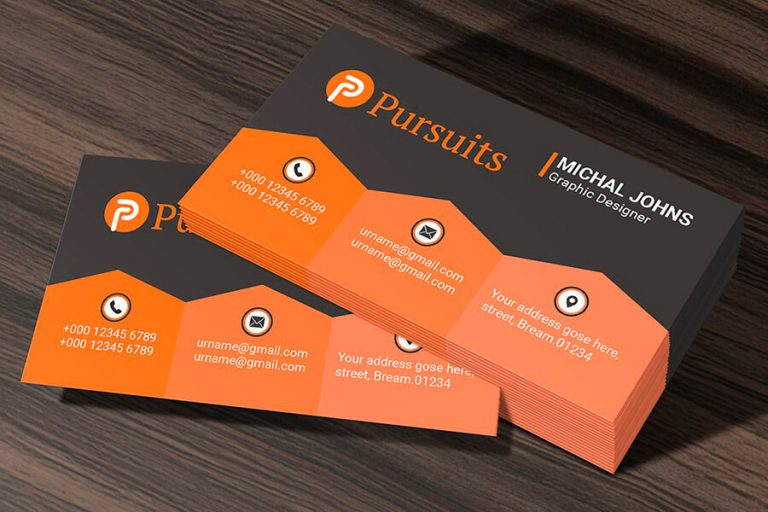 Pursuits
MICHAL JOHNS
Graphic Designer
+000 12345 6789
+000 12345 6789
urname@gmail.com
urname@gmail.com
Your address gose here,
street, Bream.01234
+000 12345 6789
+000 12345 6789
urname@gmail.com
urname@gmail.com
Your address gose here,
street, Bream.01234